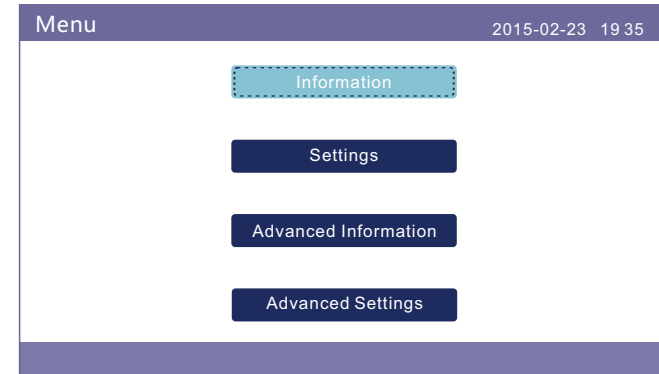 Menu
2015-02-23 19 35
Information
Settings
Advanced Information
Advanced Settings